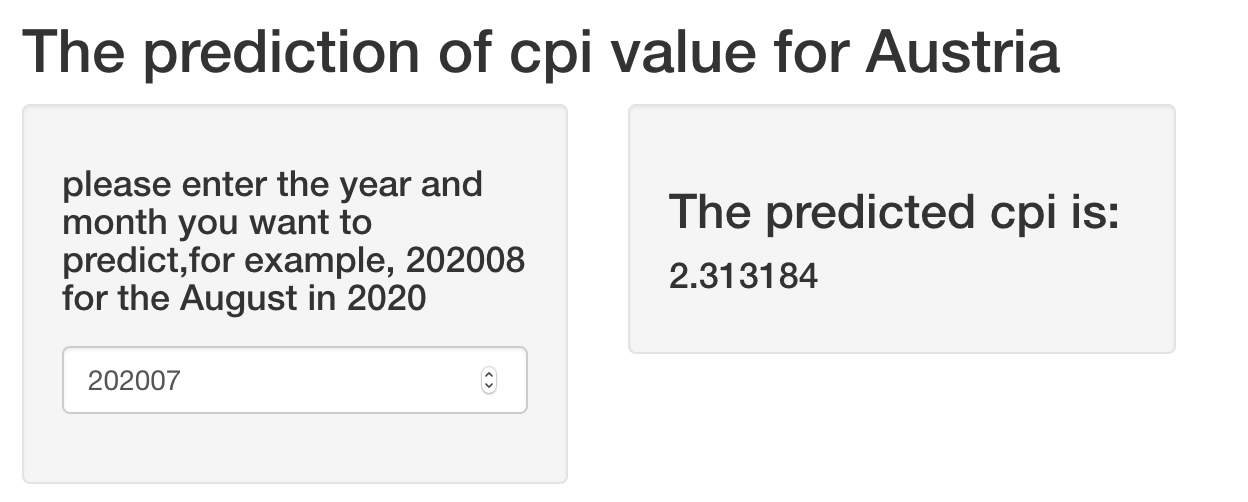 The prediction of cpi value for Austria
please enter the year and
month you want to
predict,for example, 202008
for the August in 2020
202007
The predicted cpi is:
2.313184